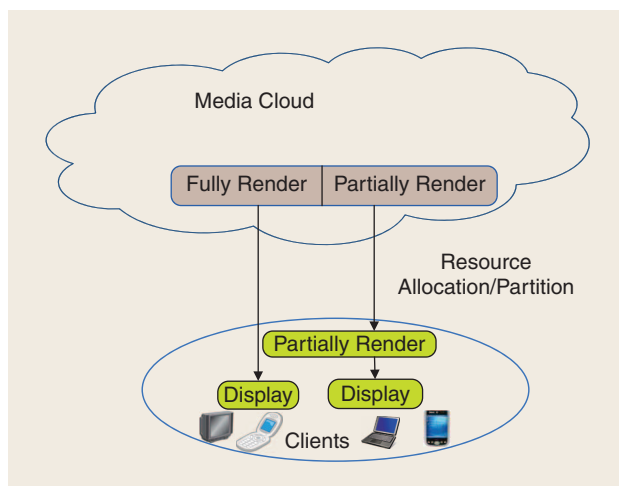 Media Cloud
Fully Render
Partially Render
Resource
Allocation/Partition
Partially Render
Display
Display
Clients